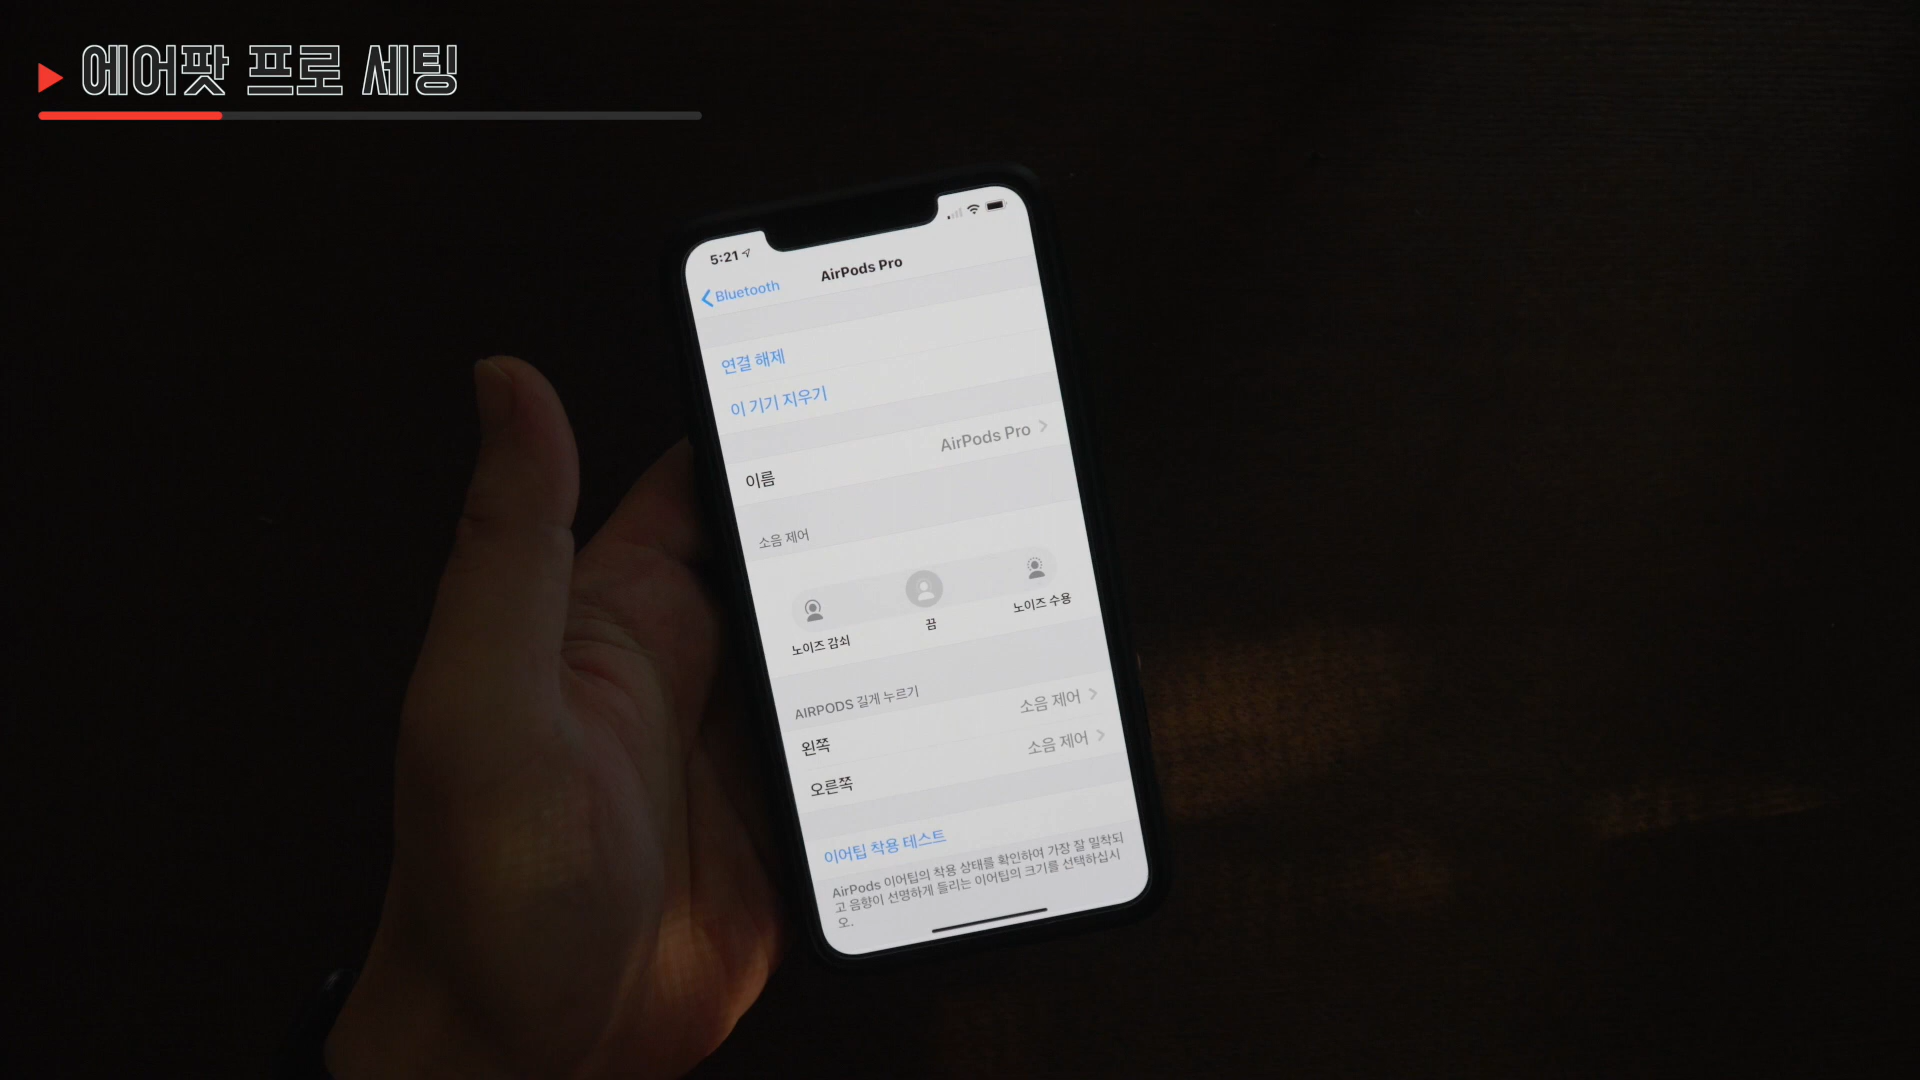 에어팟 프로 세팅
5:21
Bluetooth
AirPods Pro
연결 해제
이 기기 지우기
이름
AirPods Pro
소음 제어
노이즈 감쇠
끔
노이즈 수용
AIRPODS 길게 누르기
왼쪽
소음 제어
오른쪽
소음 제어
이어팁 착용 테스트
AirPods 이어팁의 착용 상태를 확인하여 가장 잘 밀착되
고 음향이 선명하게 들리는 이어팁의 크기를 선택하십시
오.